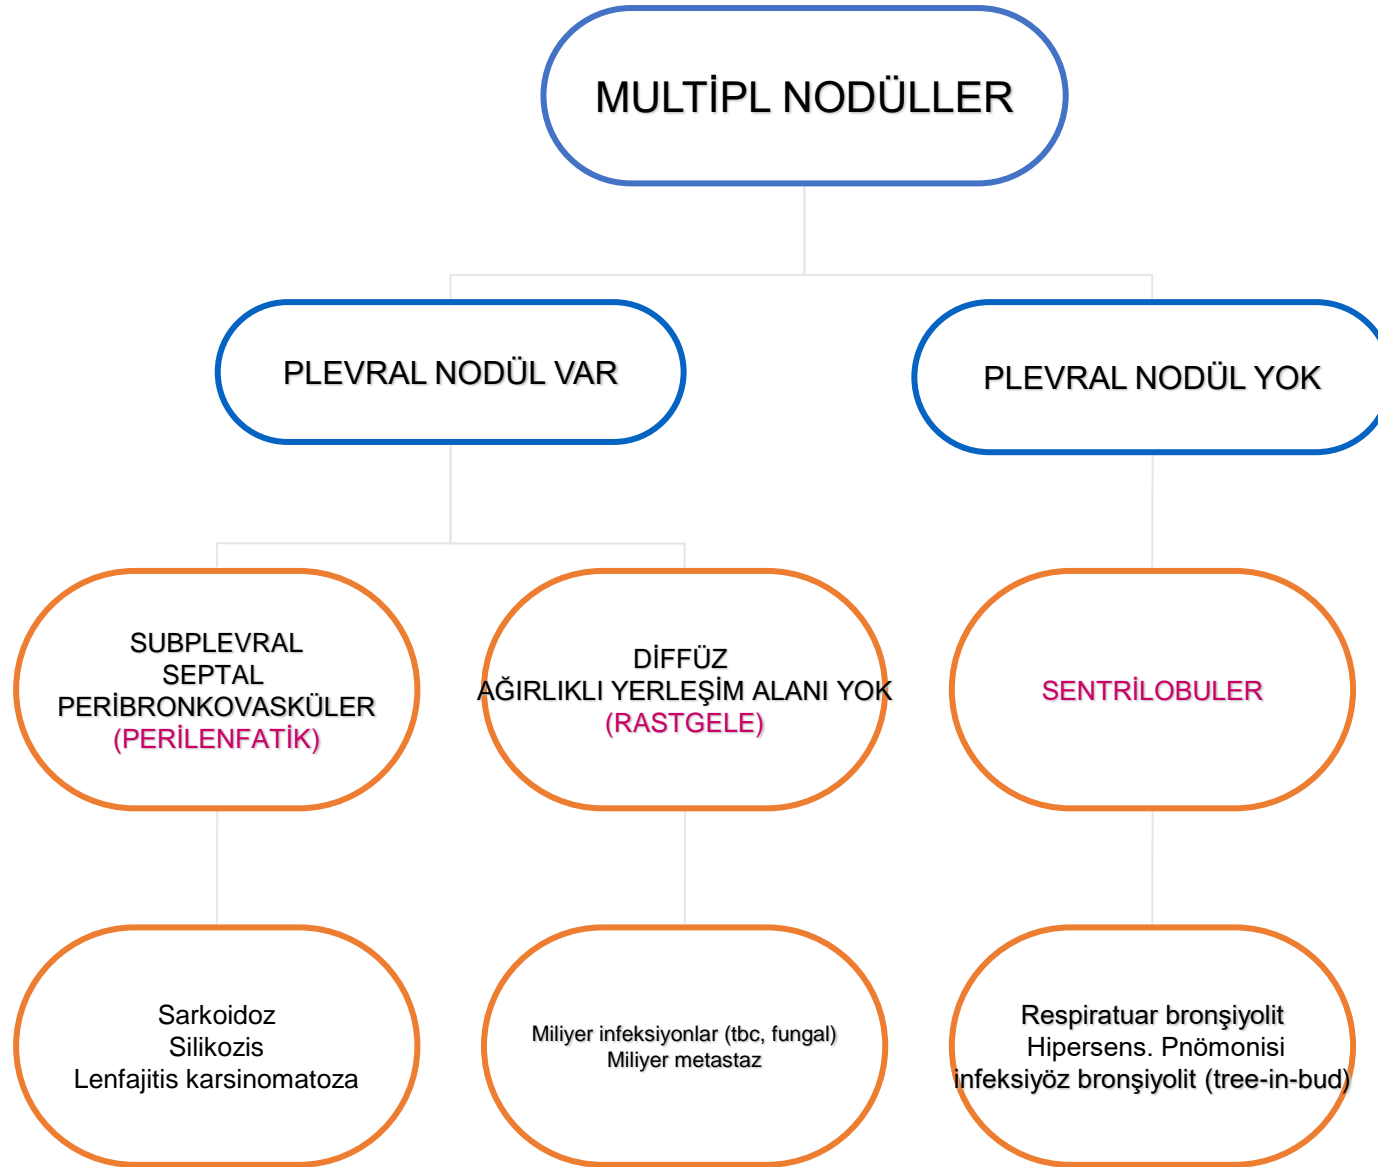 MULTİPL NODÜLLER
PLEVRAL NODÜL VAR
PLEVRAL NODÜL YOK
SUBPLEVRAL
SEPTAL
PERİBRONKOVASKÜLER
(PERİLENFATİK)
DİFFÜZ
AĞIRLIKLI YERLEŞİM ALANI YOK
(RASTGELE)
SENTRİLOBULER
Sarkoidoz
Silikozis
Lenfajitis karsinomatoza
Miliyer infeksiyonlar (tbc, fungal)
Miliyer metastaz
Respiratuar bronşiyolit
Hipersens. Pnömonisi
infeksiyöz bronşiyolit (tree-in-bud)